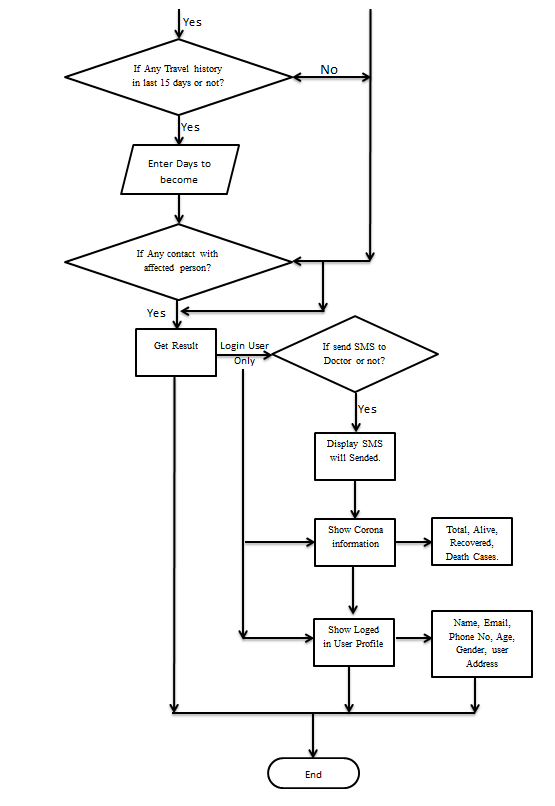 Yes
If Any Travel history
in last 15 days or not?
No
Yes
Enter Days to
become
If Any contact with
affected person?
Yes
Get Result
Login User
Only
If send SMS to
Doctor or not?
Yes
Display SMS
will Sended.
Show Corona
information
Total, Alive,
Recovered,
Death Cases.
Show Loged
in User Profile
Name, Email,
Phone No, Age,
Gender, user
Address
End